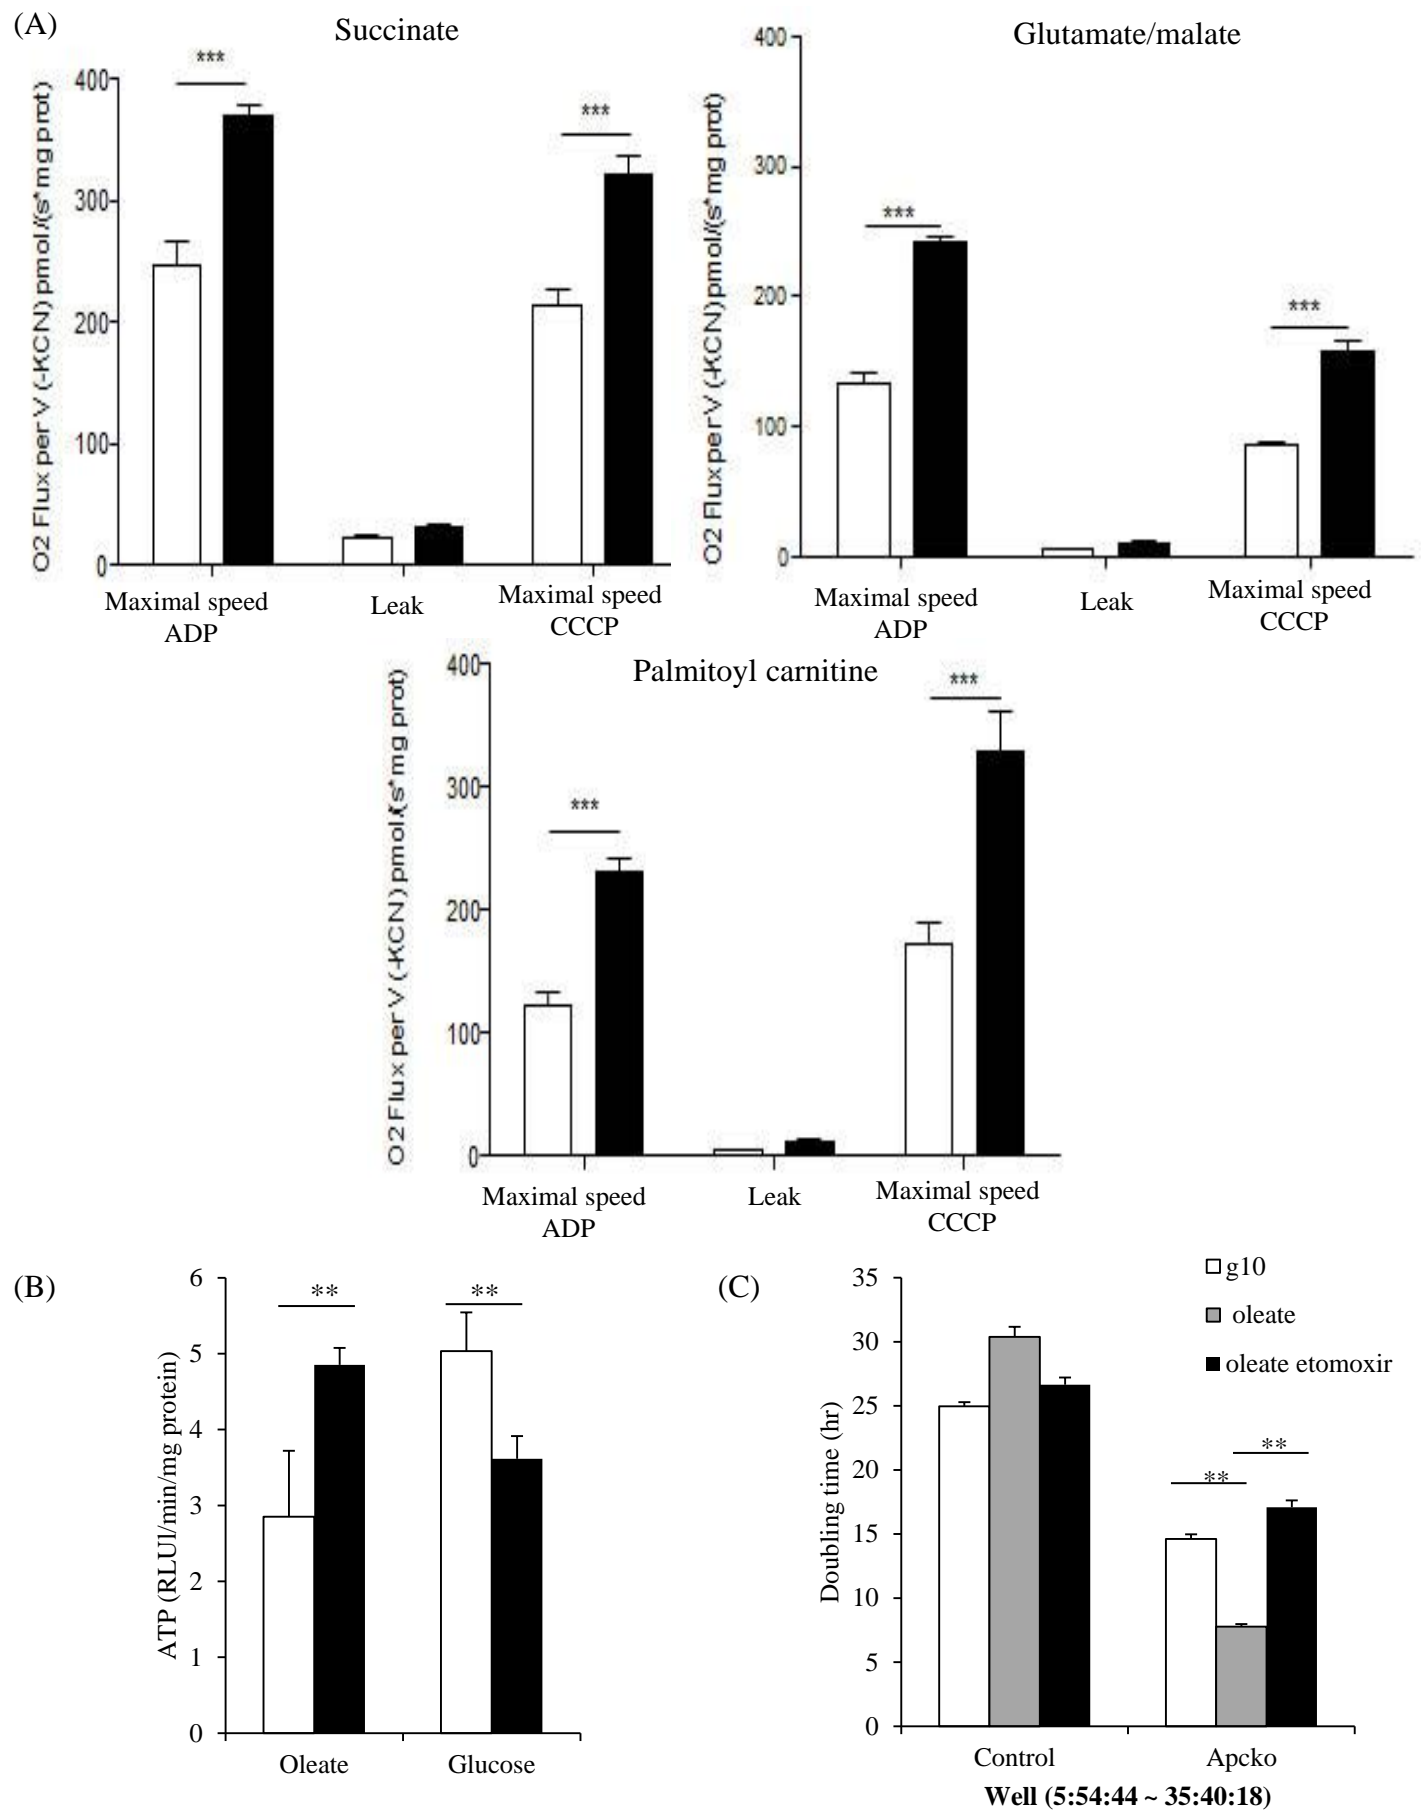 (A)
Succinate
***
***
400
300
200
100
0
O2 Flux per V (-KCN) pmol/(s*mg prot)
Maximal speed
ADP
Leak
Maximal speed
CCCP
Glutamate/malate
***
***
400
300
200
100
0
O2 Flux per V (-KCN) pmol/(s*mg prot)
Maximal speed
ADP
Leak
Maximal speed
CCCP
Palmitoyl carnitine
***
***
400
300
200
100
0
O2 Flux per V (-KCN) pmol/(s*mg prot)
Maximal speed
ADP
Leak
Maximal speed
CCCP
(B)
**
**
6
5
4
3
2
1
0
ATP (RLUl/min/mg protein)
Oleate
Glucose
(C)
g10
oleate
oleate etomoxir
**
**
35
30
25
20
15
10
5
0
Doubling time (hr)
Control
Apcko
Well (5:54:44 ~ 35:40:18)